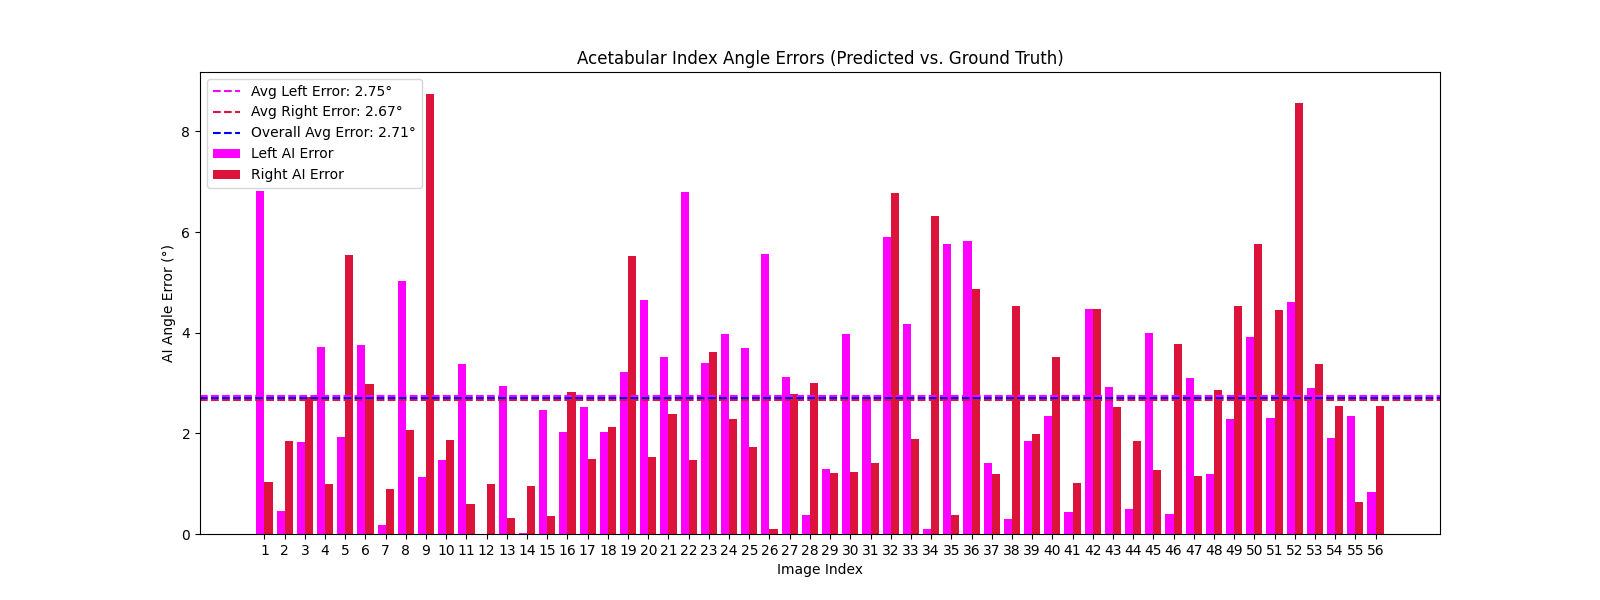 Acetabular Index Angle Errors (Predicted vs. Ground Truth)
Avg Left Error: 2.75°
Avg Right Error: 2.67°
Overall Avg Error: 2.71°
Left AI Error
Right AI Error
AI Angle Error (°)
8
6
4
2
0
1 2 3 4 5 6 7 8 9 10 11 12 13 14 15 16 17 18 19 20 21 22 23 24 25 26 27 28 29 30 31 32 33 34 35 36 37 38 39 40 41 42 43 44 45 46 47 48 49 50 51 52 53 54 55 56
Image Index